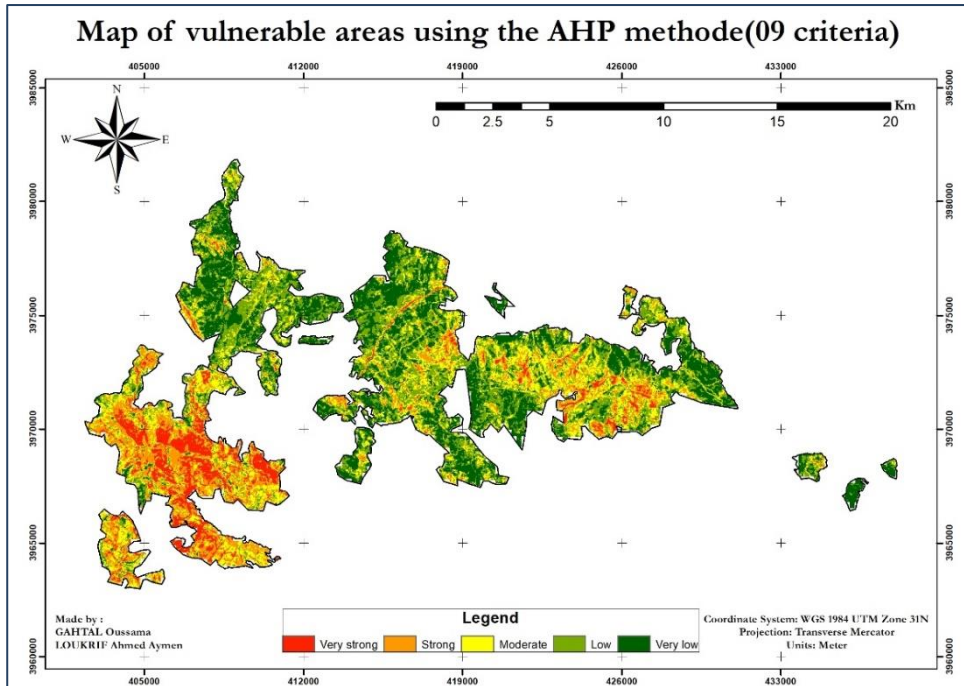 Map of vulnerable areas using the AHP methode(09 criteria)
405000 412000 419000 426000 433000
3985000 3985000
N
W E
S
Km
0 2.5 5 10 15 20
3980000 3980000
3975000 3975000
3970000 3970000
3965000 3965000
3960000 3960000
Made by :
GAHTAL Oussama
LOUKRIF Ahmed Aymen
Legend
Very strong Strong Moderate Low Very low
Coordinate System: WGS 1984 UTM Zone 31N
Projection: Transverse Mercator
Units: Meter
405000 412000 419000 426000 433000